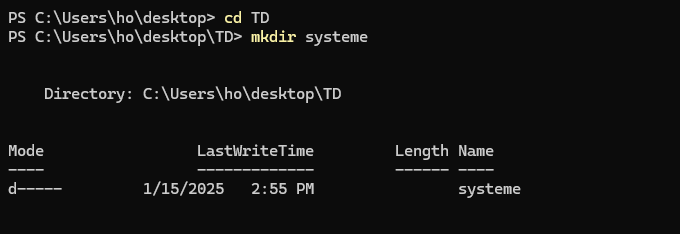 PS C:\Users\ho\desktop> cd TD
PS C:\Users\ho\desktop\TD> mkdir systeme
Directory: C:\Users\ho\desktop\TD
Mode                 LastWriteTime         Length Name
----                 -------------         ------ ----
d-----         1/15/2025   2:55 PM                systeme